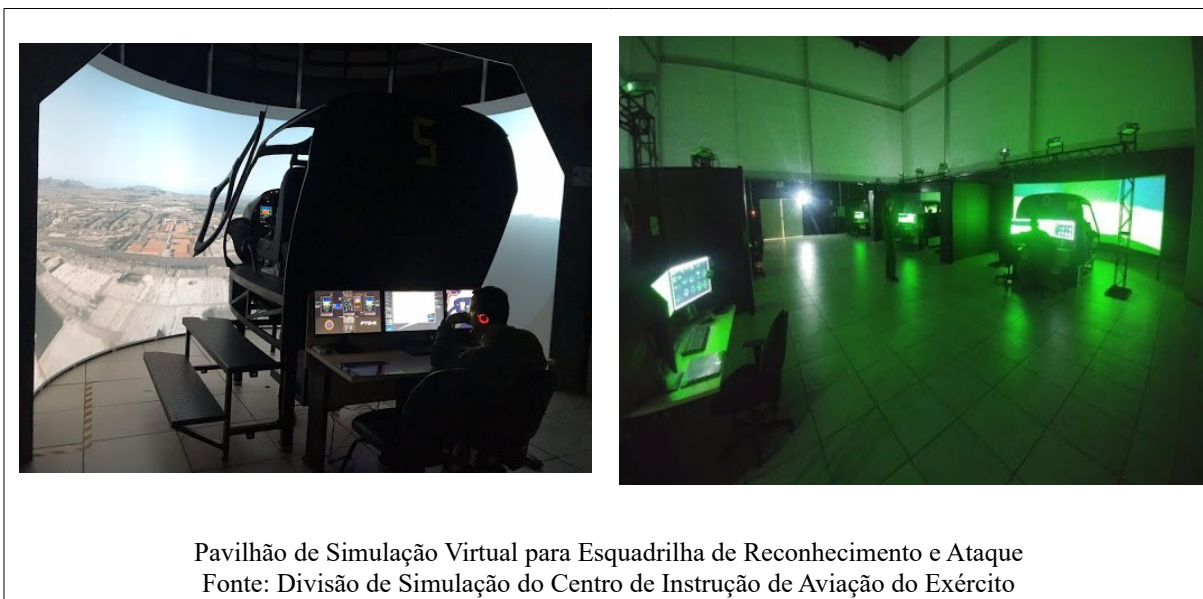 5
Pavilhão de Simulação Virtual para Esquadrilha de Reconhecimento e Ataque
Fonte: Divisão de Simulação do Centro de Instrução de Aviação do Exército